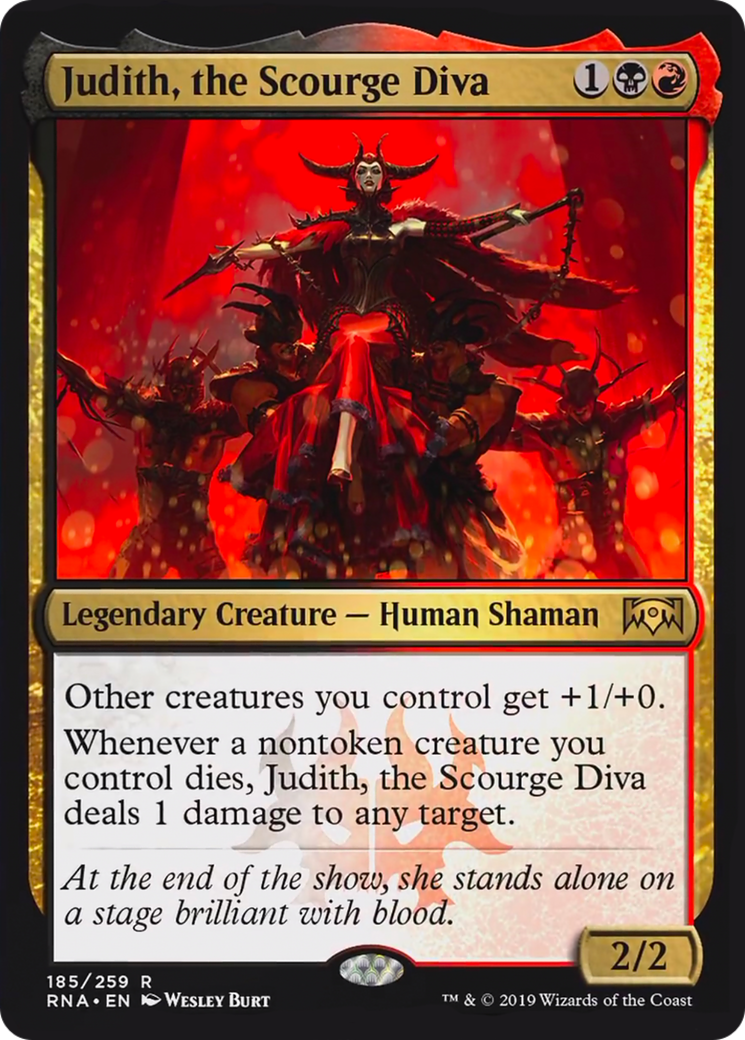 Judith, the Scourge Diva 1
Legendary Creature — Human Shaman
Other creatures you control get +1/+0.
Whenever a nontoken creature you
control dies, Judith, the Scourge Diva
deals 1 damage to any target.
At the end of the show, she stands alone on
a stage brilliant with blood.
2/2
185/259 R
RNA • EN Wesley Burt
™ & © 2019 Wizards of the Coast